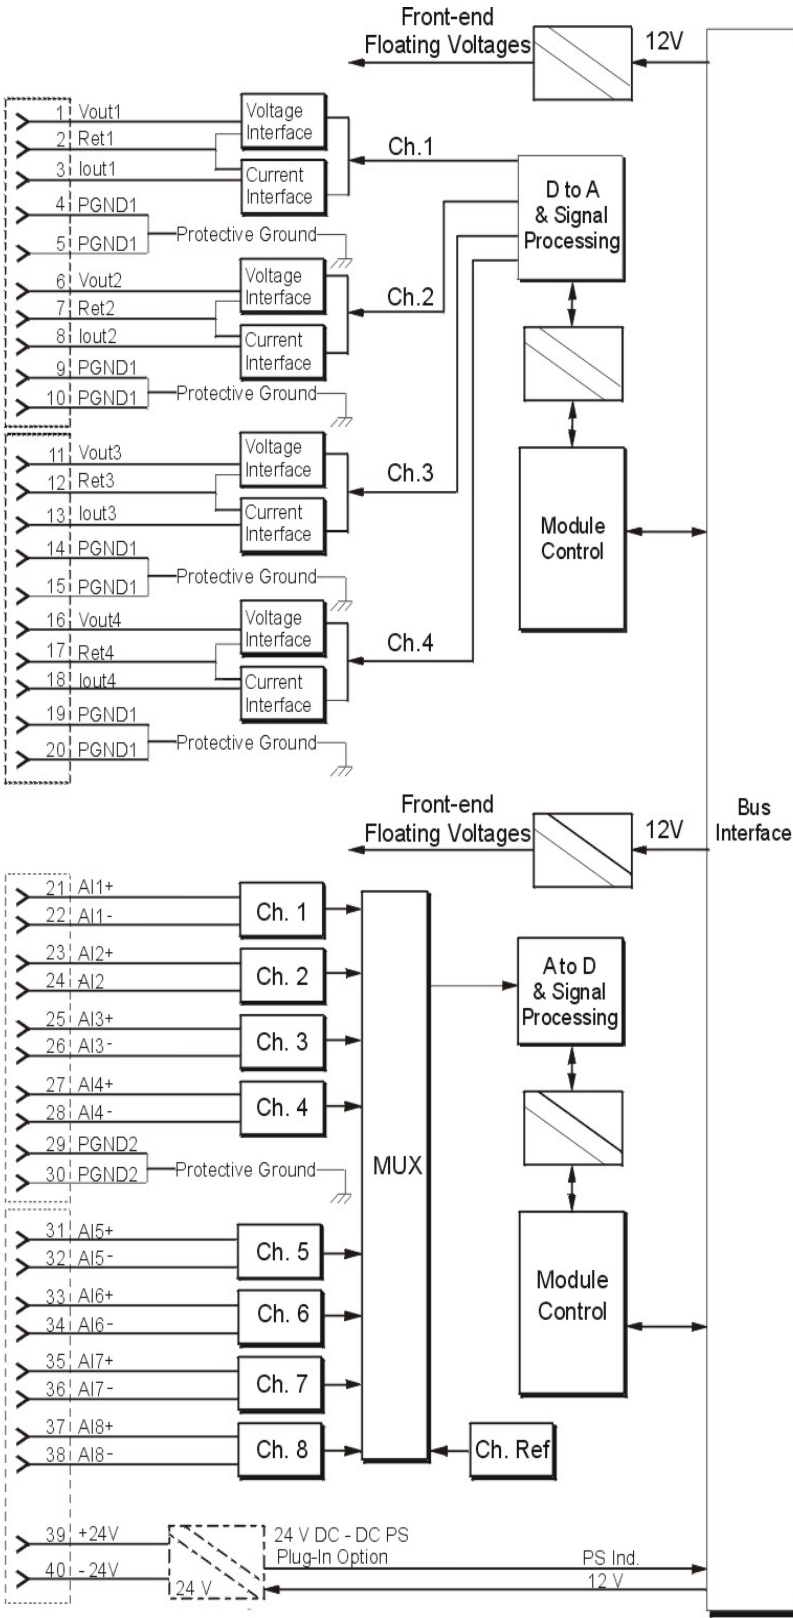 Front-end
Floating Voltages
12V
1 Vout1
2 Ret1
3 Iout1
4 PGND1
5 PGND1
Voltage
Interface
Current
Interface
Protective Ground
Ch.1
D to A
& Signal
Processing
6 Vout2
7 Ret2
8 Iout2
9 PGND1
10 PGND1
Voltage
Interface
Current
Interface
Protective Ground
Ch.2
11 Vout3
12 Ret3
13 Iout3
14 PGND1
15 PGND1
Voltage
Interface
Current
Interface
Protective Ground
Ch.3
Module
Control
16 Vout4
17 Ret4
18 Iout4
19 PGND1
20 PGND1
Voltage
Interface
Current
Interface
Protective Ground
Ch.4
Front-end
Floating Voltages
12V
Bus
Interface
21 AI1+
22 AI1-
Ch. 1
23 AI2+
24 AI2
Ch. 2
25 AI3+
26 AI3-
Ch. 3
27 AI4+
28 AI4-
Ch. 4
29 PGND2
30 PGND2
Protective Ground
MUX
A to D
& Signal
Processing
31 AI5+
32 AI5-
Ch. 5
33 AI6+
34 AI6-
Ch. 6
35 AI7+
36 AI7-
Ch. 7
37 AI8+
38 AI8-
Ch. 8
Module
Control
Ch. Ref
39 +24V
40 -24V
24 V
24 V DC - DC PS
Plug-In Option
PS Ind.
12 V